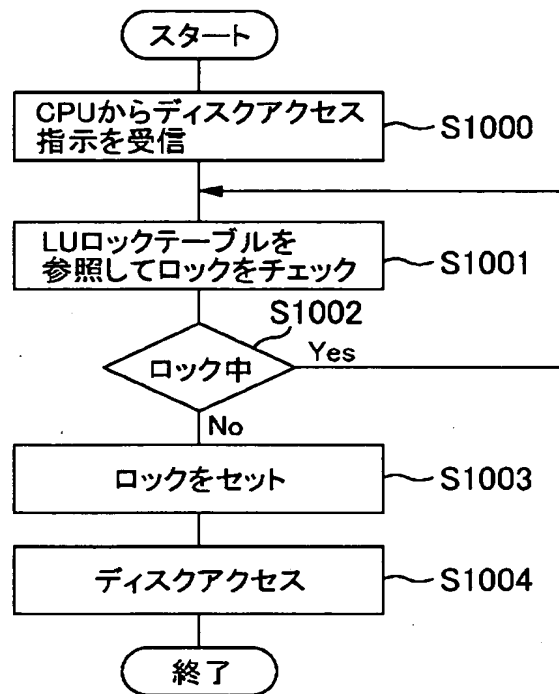 スタート
CPUからディスクアクセス
指示を受信
S1000
LUロックテーブルを
参照してロックをチェック
S1001
S1002
ロック中
Yes
No
ロックをセット
S1003
ディスクアクセス
S1004
終了